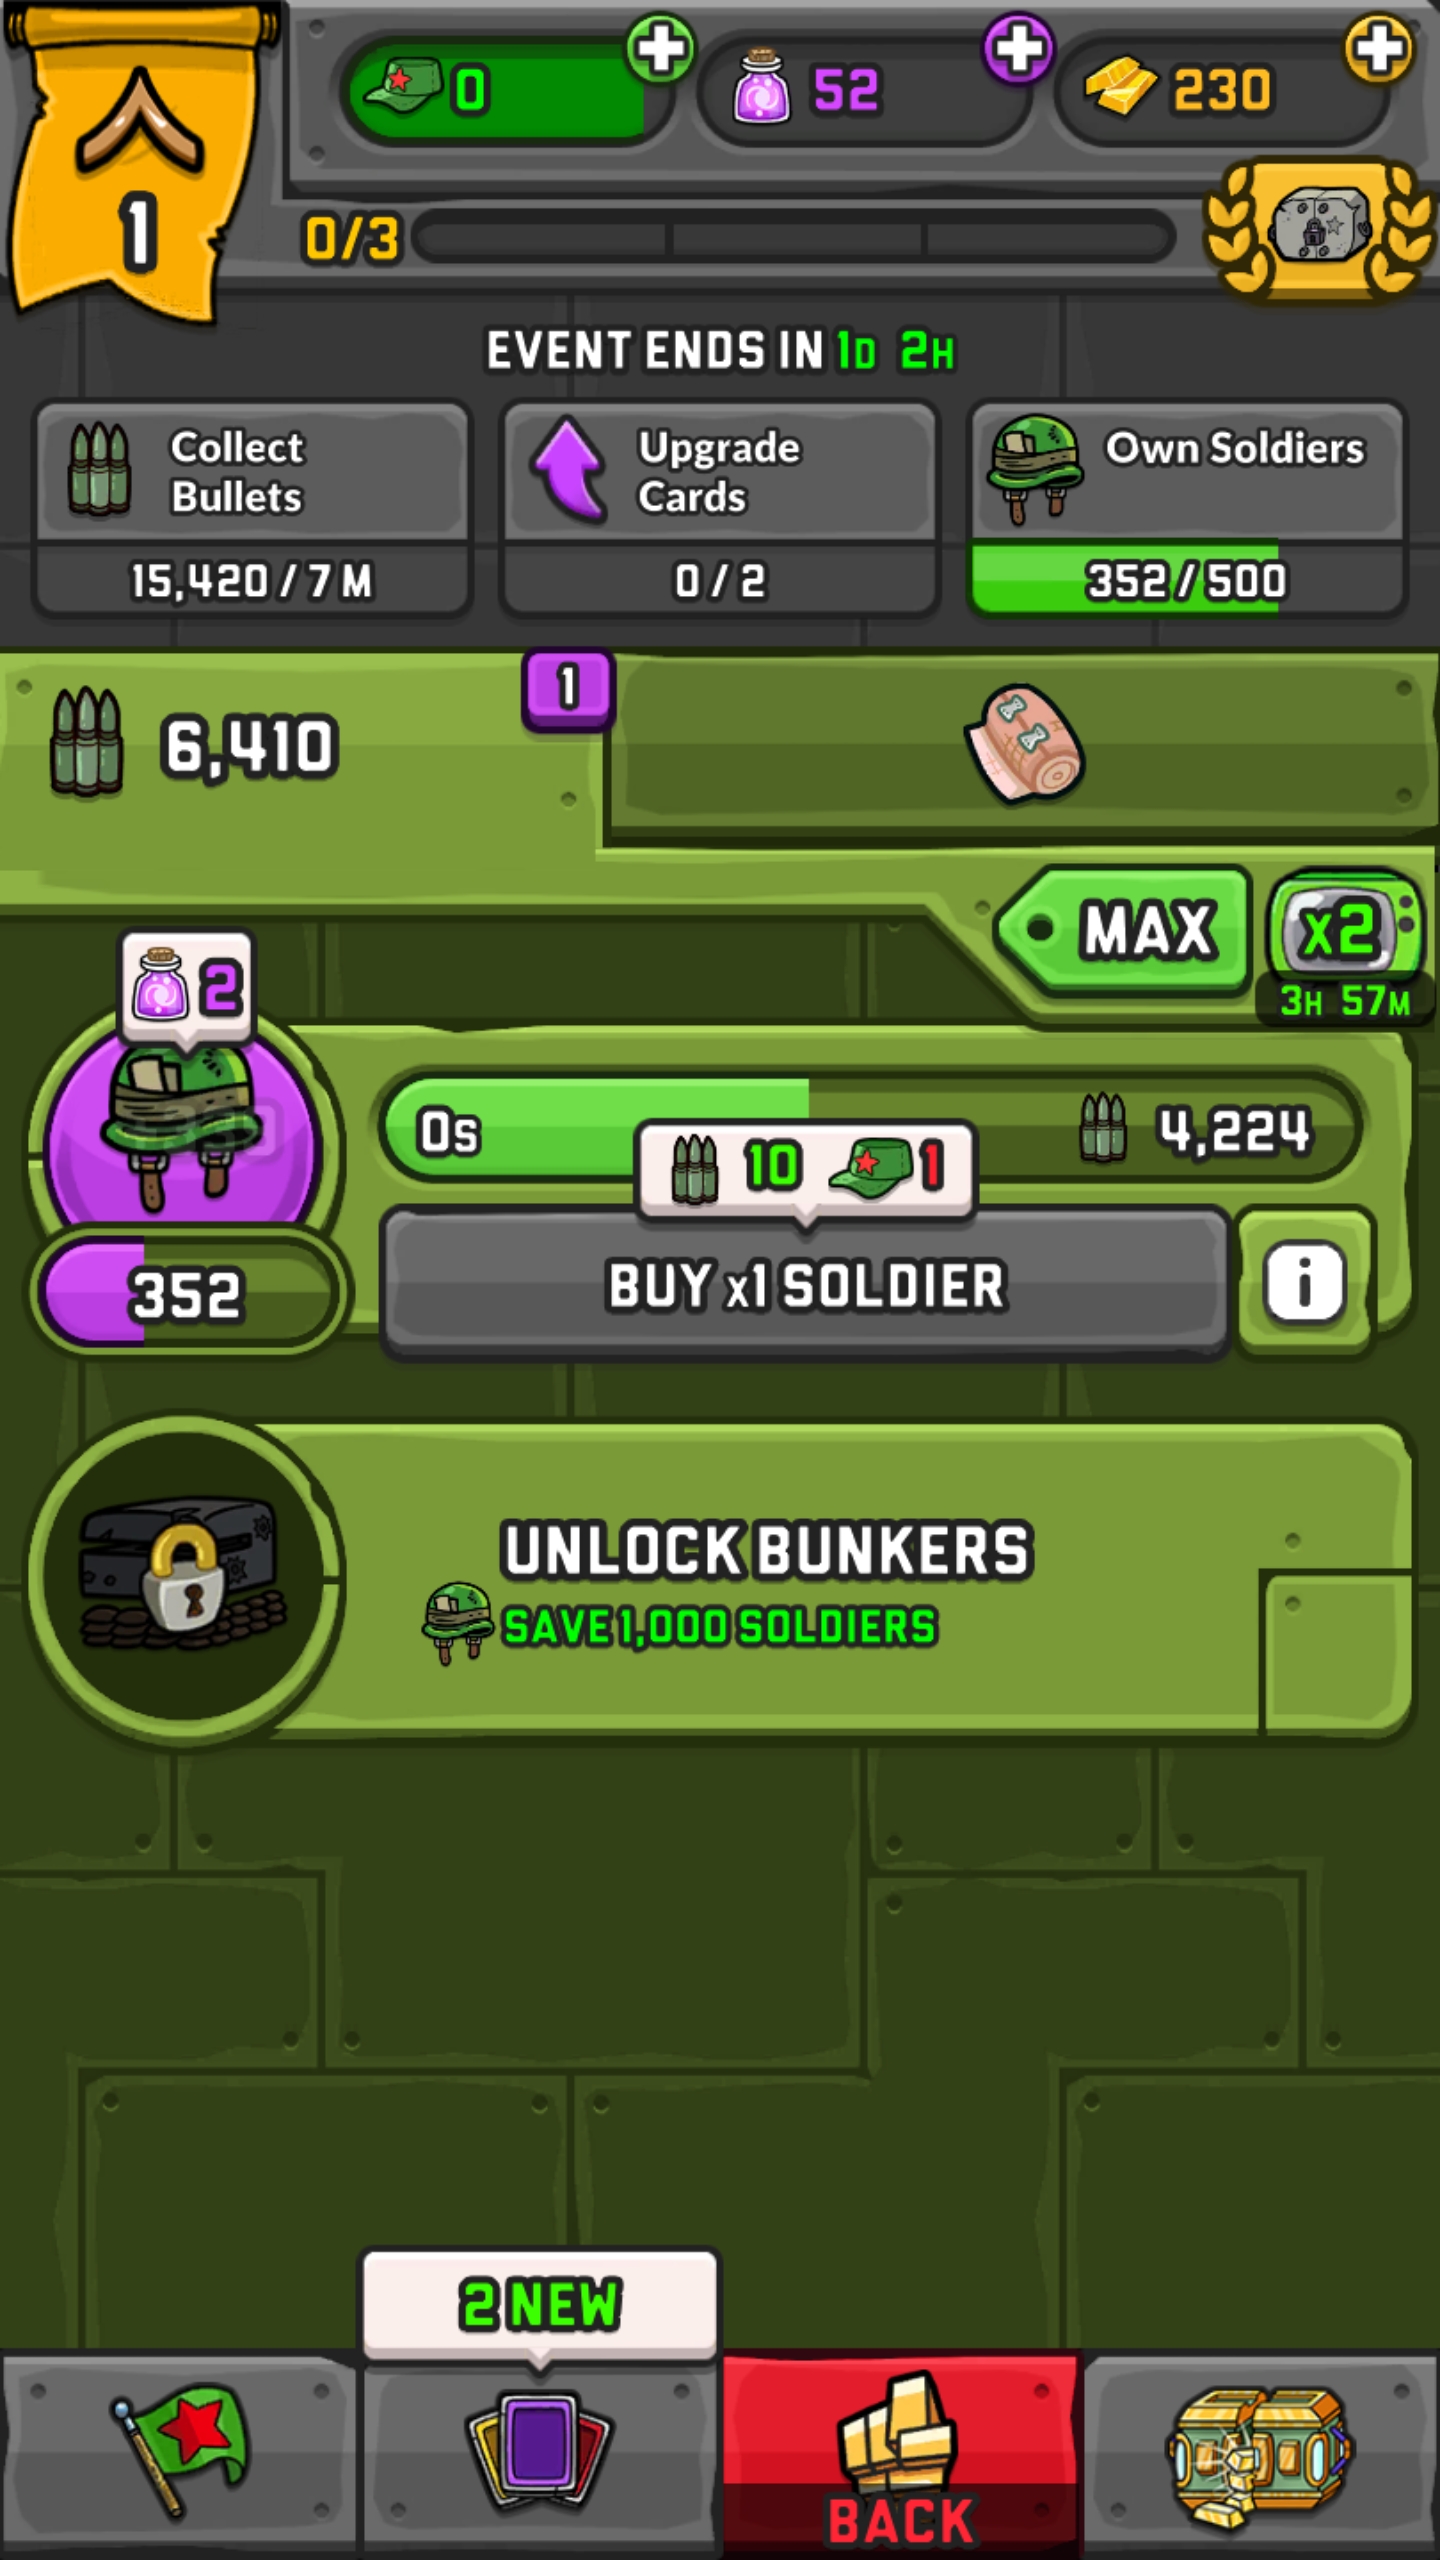 0
52
230
1
0/3
EVENT ENDS IN 1D 2H
Collect
Bullets
15,420 / 7 M
Upgrade
Cards
0 / 2
Own Soldiers
352 / 500
6,410
1
MAX
x2
3H 57M
2
0s
4,224
10
1
352
BUY x1 SOLDIER
i
UNLOCK BUNKERS
SAVE 1,000 SOLDIERS
2 NEW
BACK